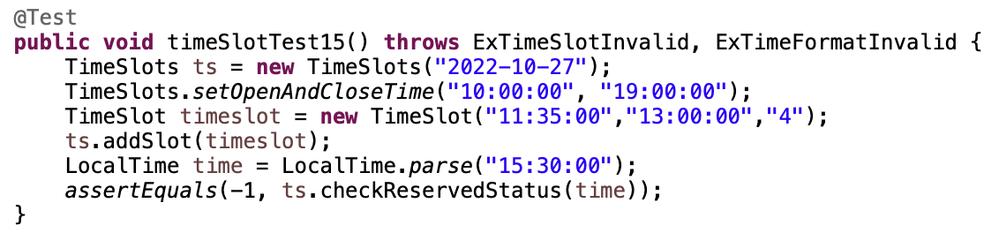 @Test
public void timeSlotTest15() throws ExTimeSlotInvalid, ExTimeFormatInvalid {
    TimeSlots ts = new TimeSlots("2022-10-27");
    TimeSlots.setOpenAndCloseTime("10:00:00", "19:00:00");
    TimeSlot timeslot = new TimeSlot("11:35:00","13:00:00","4");
    ts.addSlot(timeslot);
    LocalTime time = LocalTime.parse("15:30:00");
    assertEquals(-1, ts.checkReservedStatus(time));
}